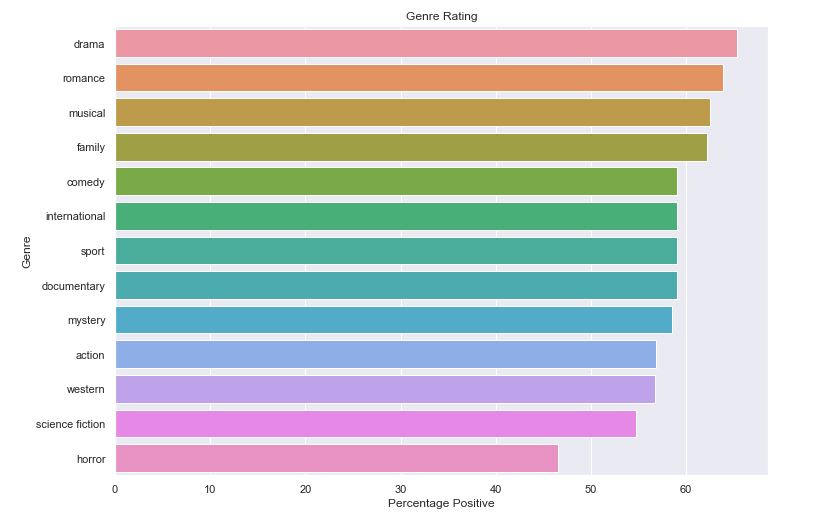 Genre Rating
drama
romance
musical
family
comedy
international
sport
documentary
mystery
action
western
science fiction
horror
Genre
0 10 20 30 40 50 60
Percentage Positive